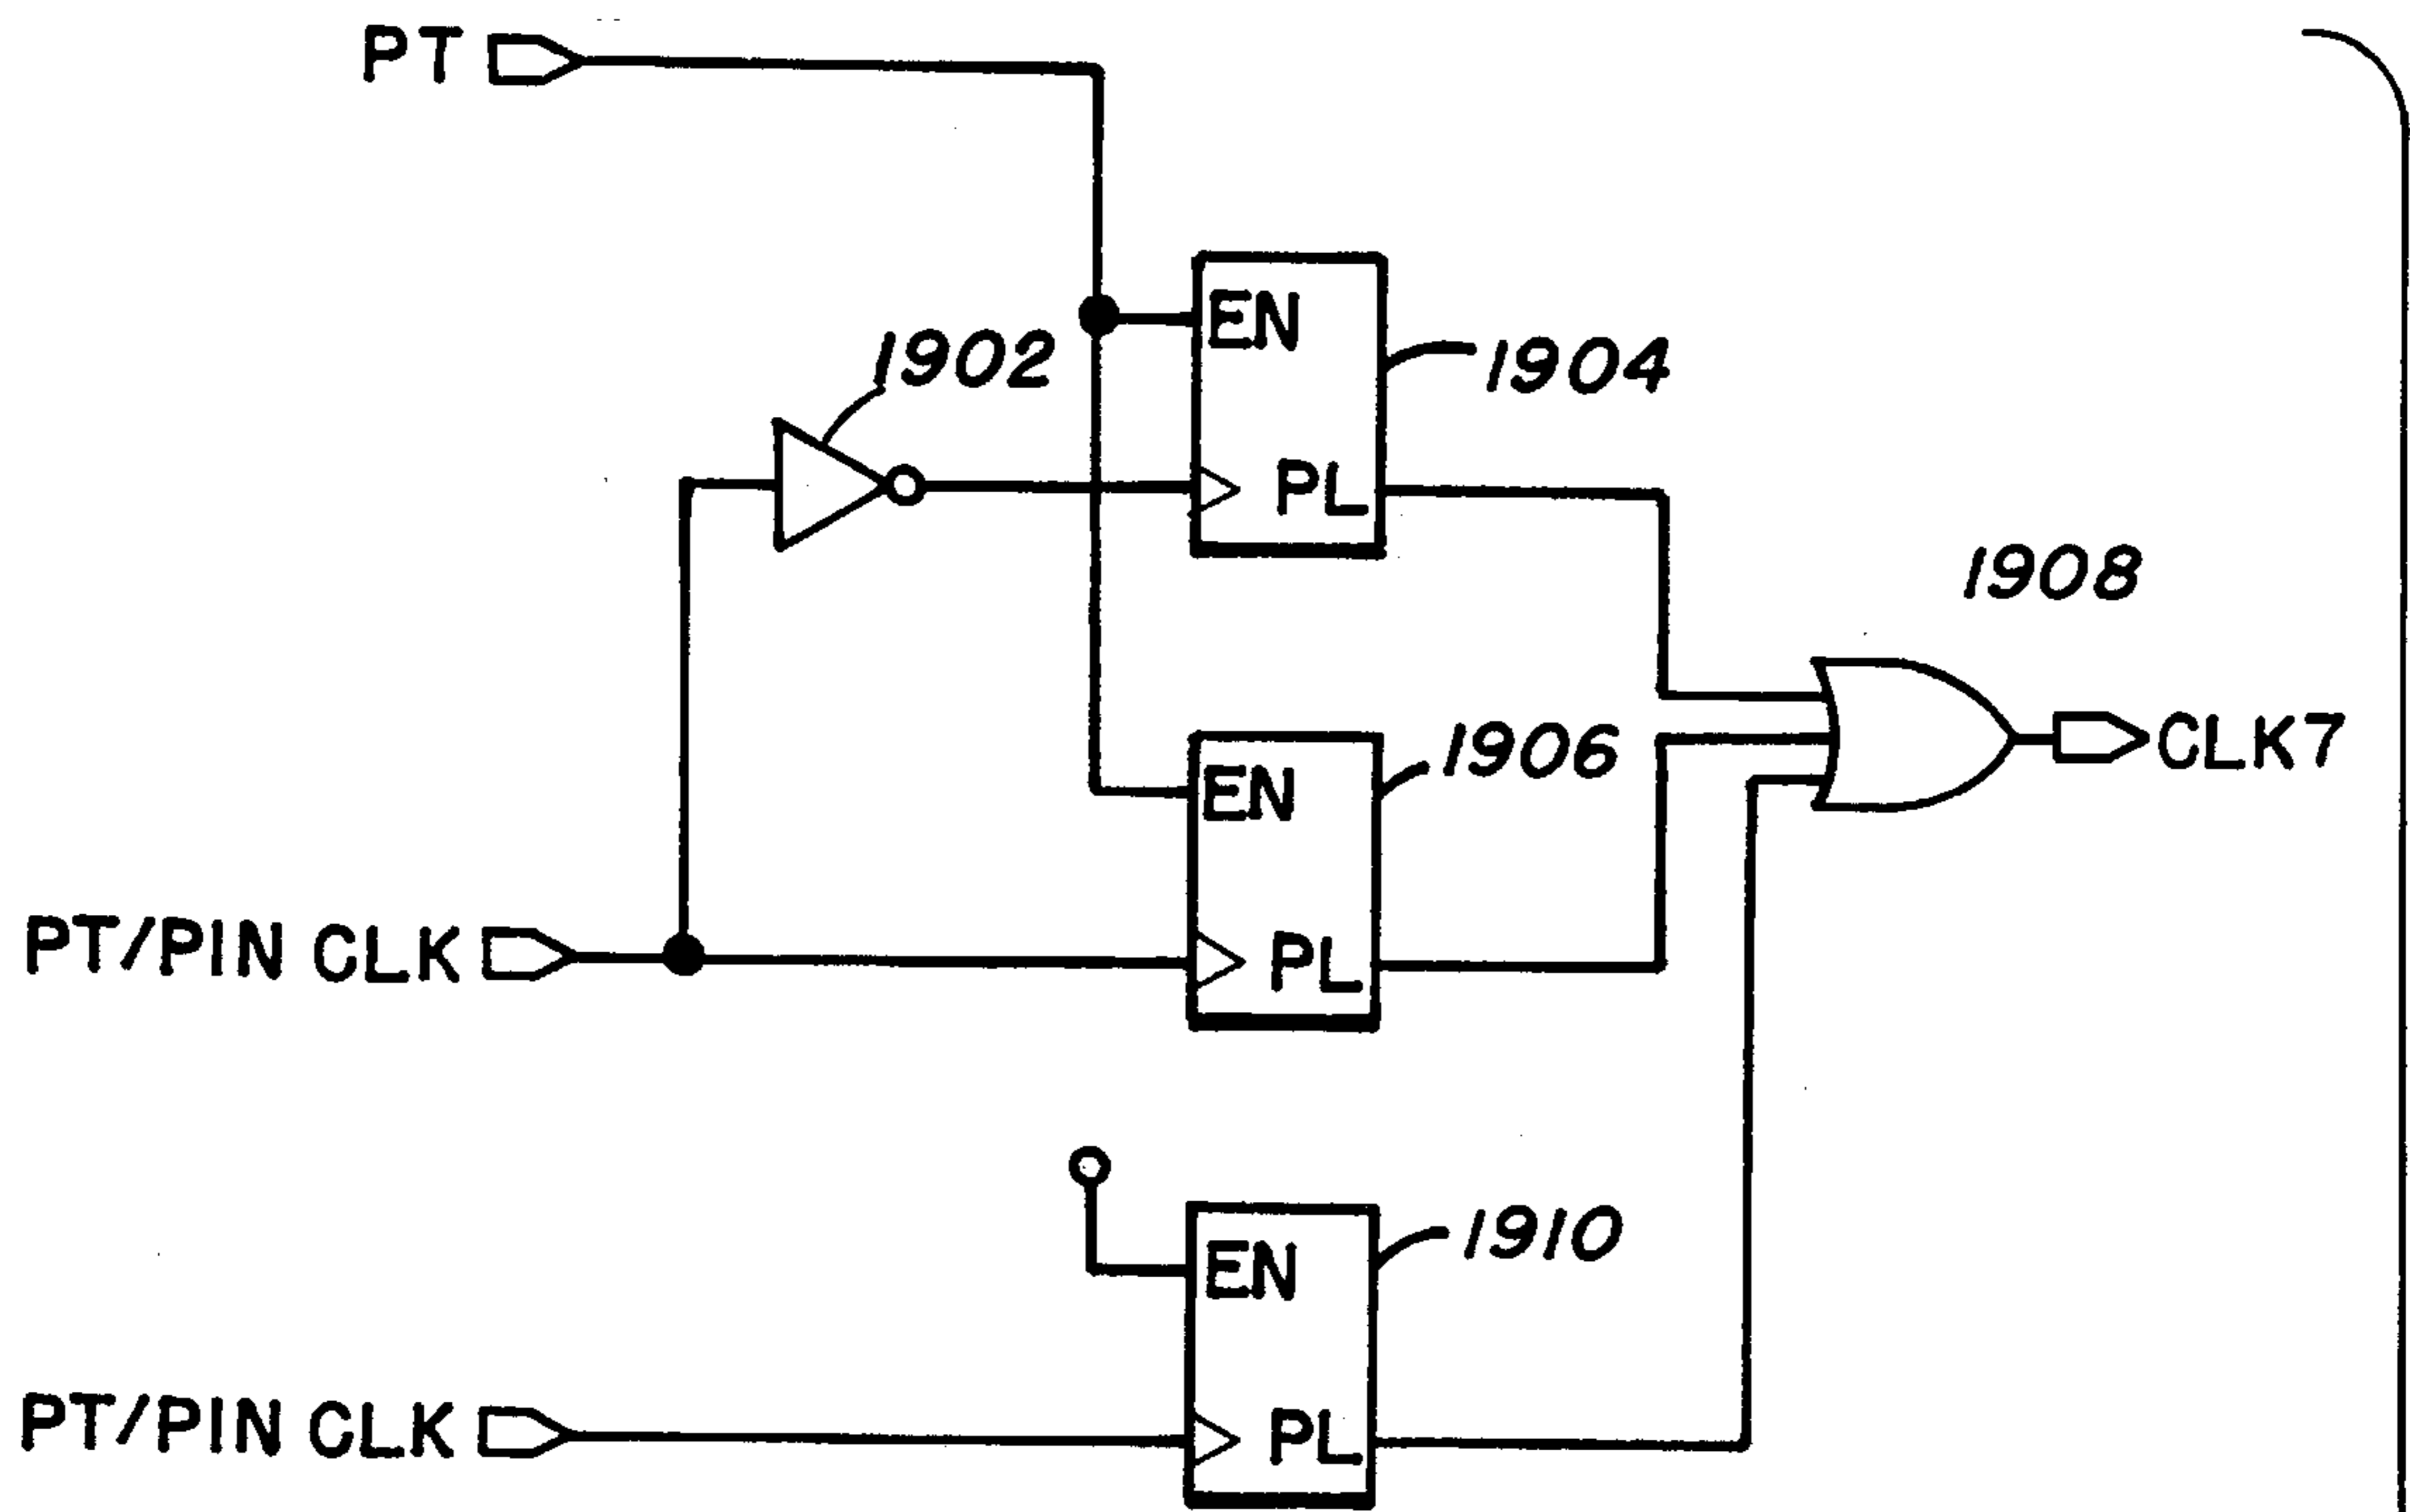 PT
EN
1902
1904
PL
1908
1906
CLK7
EN
PT/PIN CLK
PL
1910
EN
PT/PIN CLK
PL